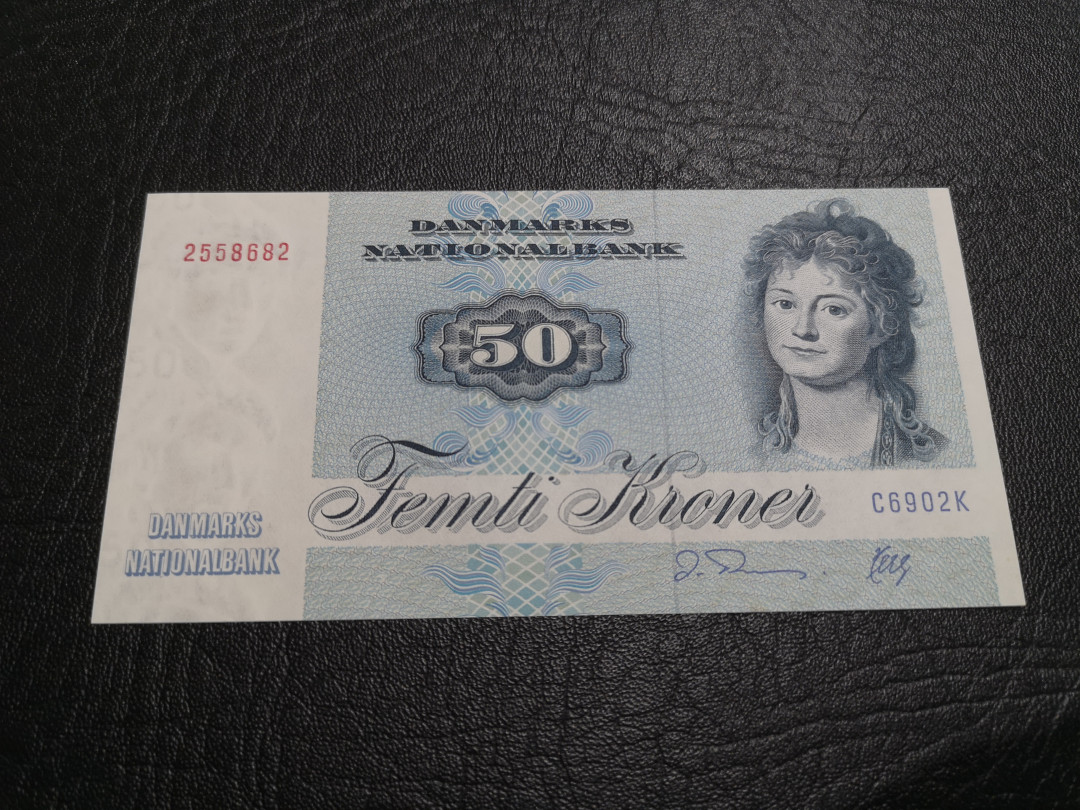 2558682
DANMARKS
NATIONALBANK
50
Femti Kroner
C6902K
DANMARKS
NATIONALBANK